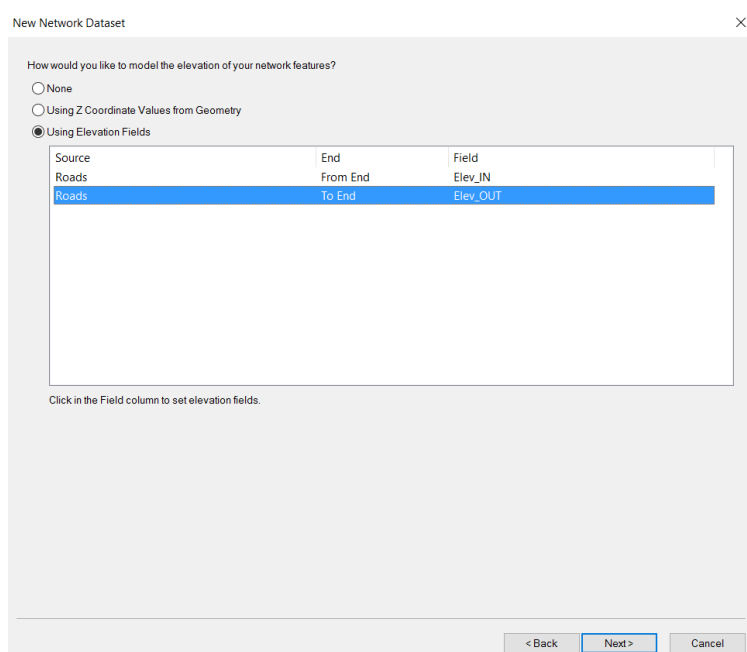 New Network Dataset
How would you like to model the elevation of your network features?
None
Using Z Coordinate Values from Geometry
Using Elevation Fields
Source End Field
Roads From End Elev_IN
Roads To End Elev_OUT
Click in the Field column to set elevation fields.
< Back Next > Cancel